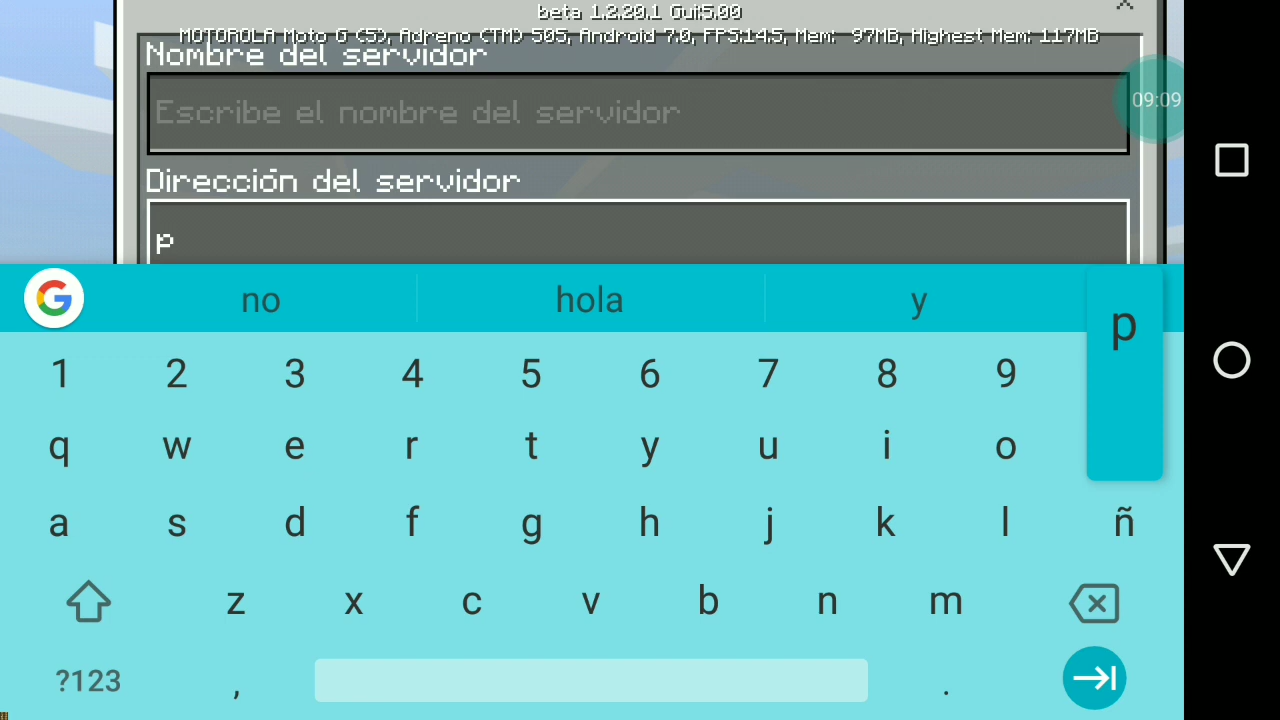 beta 1.2.20.1 Gui:5.00
MOTOROLA Moto G (5), Adreno (TM) 505, Android 7.0, FPS:14.5, Mem: 97MB, Highest Mem: 117MB
Nombre del servidor
Escribe el nombre del servidor
09:09
Dirección del servidor
p
no hola y
p
1 2 3 4 5 6 7 8 9
q w e r t y u i o
a s d f g h j k l ñ
z x c v b n m
?123 , .